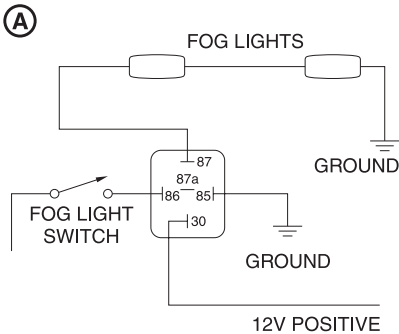 A
FOG LIGHTS
GROUND
87
87a
86
85
30
FOG LIGHT
SWITCH
GROUND
12V POSITIVE